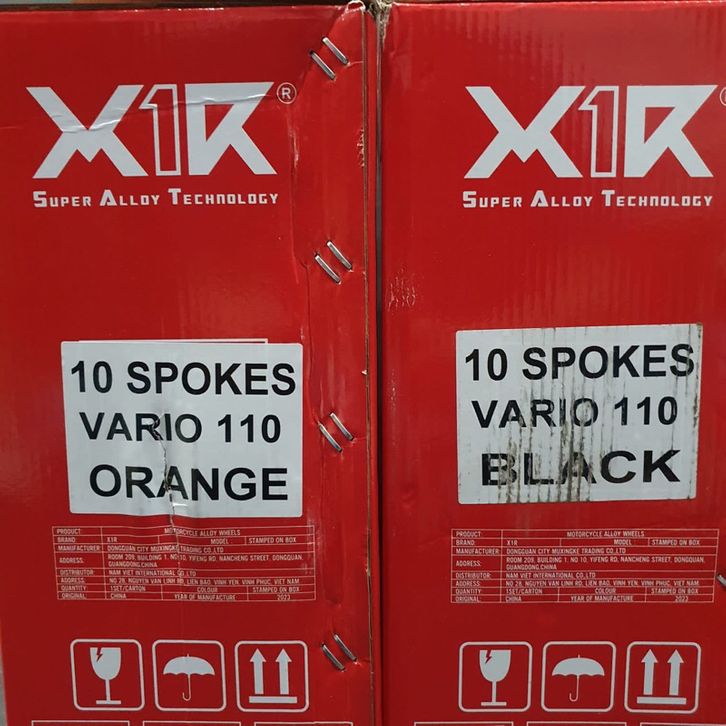 X1R®
SUPER ALLOY TECHNOLOGY
10 SPOKES
VARIO 110
ORANGE
PRODUCT: MOTORCYCLE ALLOY WHEELS
BRAND: X1R MODEL STAMPED ON BOX
MANUFACTURER: DONGGUAN CITY MUXINGKE TRADING CO.,LTD
ADDRESS: ROOM 209, BUILDING 1, NO 10, YIFENG RD, NANCHENG STREET, DONGQUAN,
GUANGDONG,CHINA
DISTRIBUTOR: NAM VIET INTERNATIONAL CO.,LTD
ADDRESS: NO 28, NGUYEN VAN LINH RD, LIEN BAO, VINH YEN, VINH PHUC, VIET NAM
QUANTITY: 1SET/CARTON COLOUR STAMPED ON BOX
ORIGINAL: CHINA YEAR OF MANUFACTURE 2023
X1R
SUPER ALLOY TECHNOLOGY
10 SPOKES
VARIO 110
BLACK
PRODUCT: MOTORCYCLE ALLOY WHEELS
BRAND: X1R MODEL STAMPED ON BOX
MANUFACTURER: DONGGUAN CITY MUXINGKE TRADING CO.,LTD
ADDRESS: ROOM 209, BUILDING 1, NO 10, YIFENG RD, NANCHENG STREET, DONGQUAN,
GUANGDONG,CHINA
DISTRIBUTOR: NAM VIET INTERNATIONAL CO.,LTD
ADDRESS: NO 28, NGUYEN VAN LINH RD, LIEN BAO, VINH YEN, VINH PHUC, VIET NAM
QUANTITY: 1SET/CARTON COLOUR STAMPED ON BOX
ORIGINAL: CHINA YEAR OF MANUFACTURE 2023